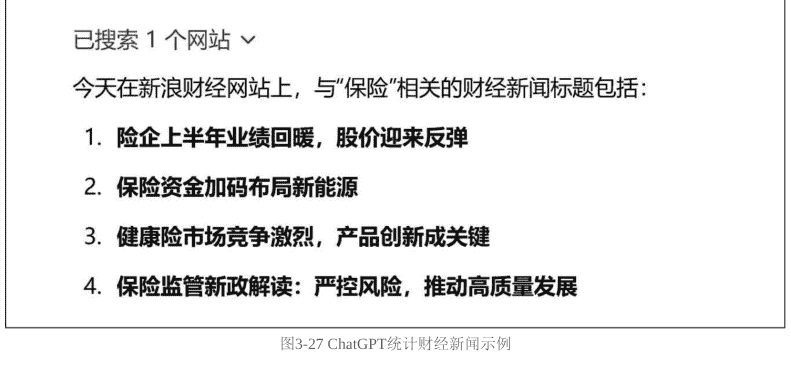 已搜索 1 个网站
今天在新浪财经网站上，与“保险”相关的财经新闻标题包括：
1. 险企上半年业绩回暖，股价迎来反弹
2. 保险资金加码布局新能源
3. 健康险市场竞争激烈，产品创新成关键
4. 保险监管新政解读：严控风险，推动高质量发展
图3-27 ChatGPT统计财经新闻示例